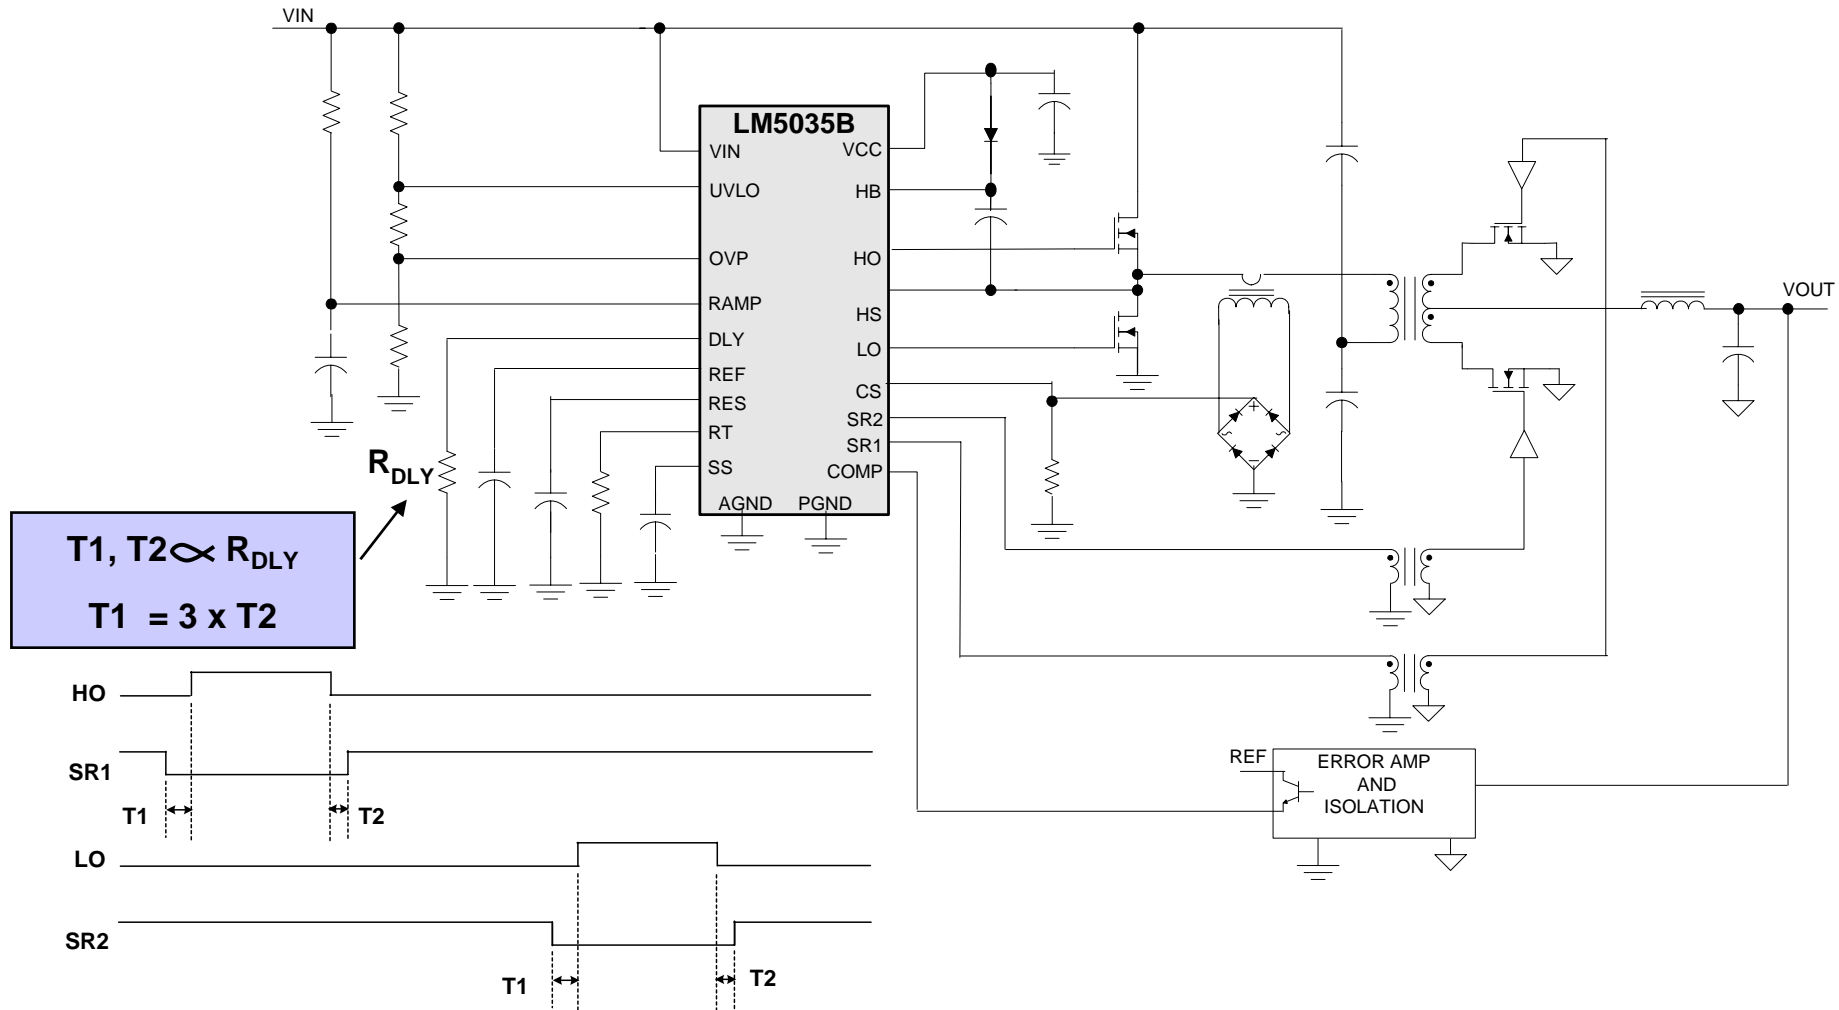 VIN
LM5035B
VIN
UVLO
OVP
RAMP
DLY
REF
RES
RT
SS
AGND
PGND
VCC
HB
HO
HS
LO
CS
SR2
SR1
COMP
VOUT
+
~
~
−
RDLY
T1, T2 ∝ RDLY
T1 = 3 x T2
HO
SR1
T1
T2
LO
SR2
T1
T2
REF
ERROR AMP
AND
ISOLATION